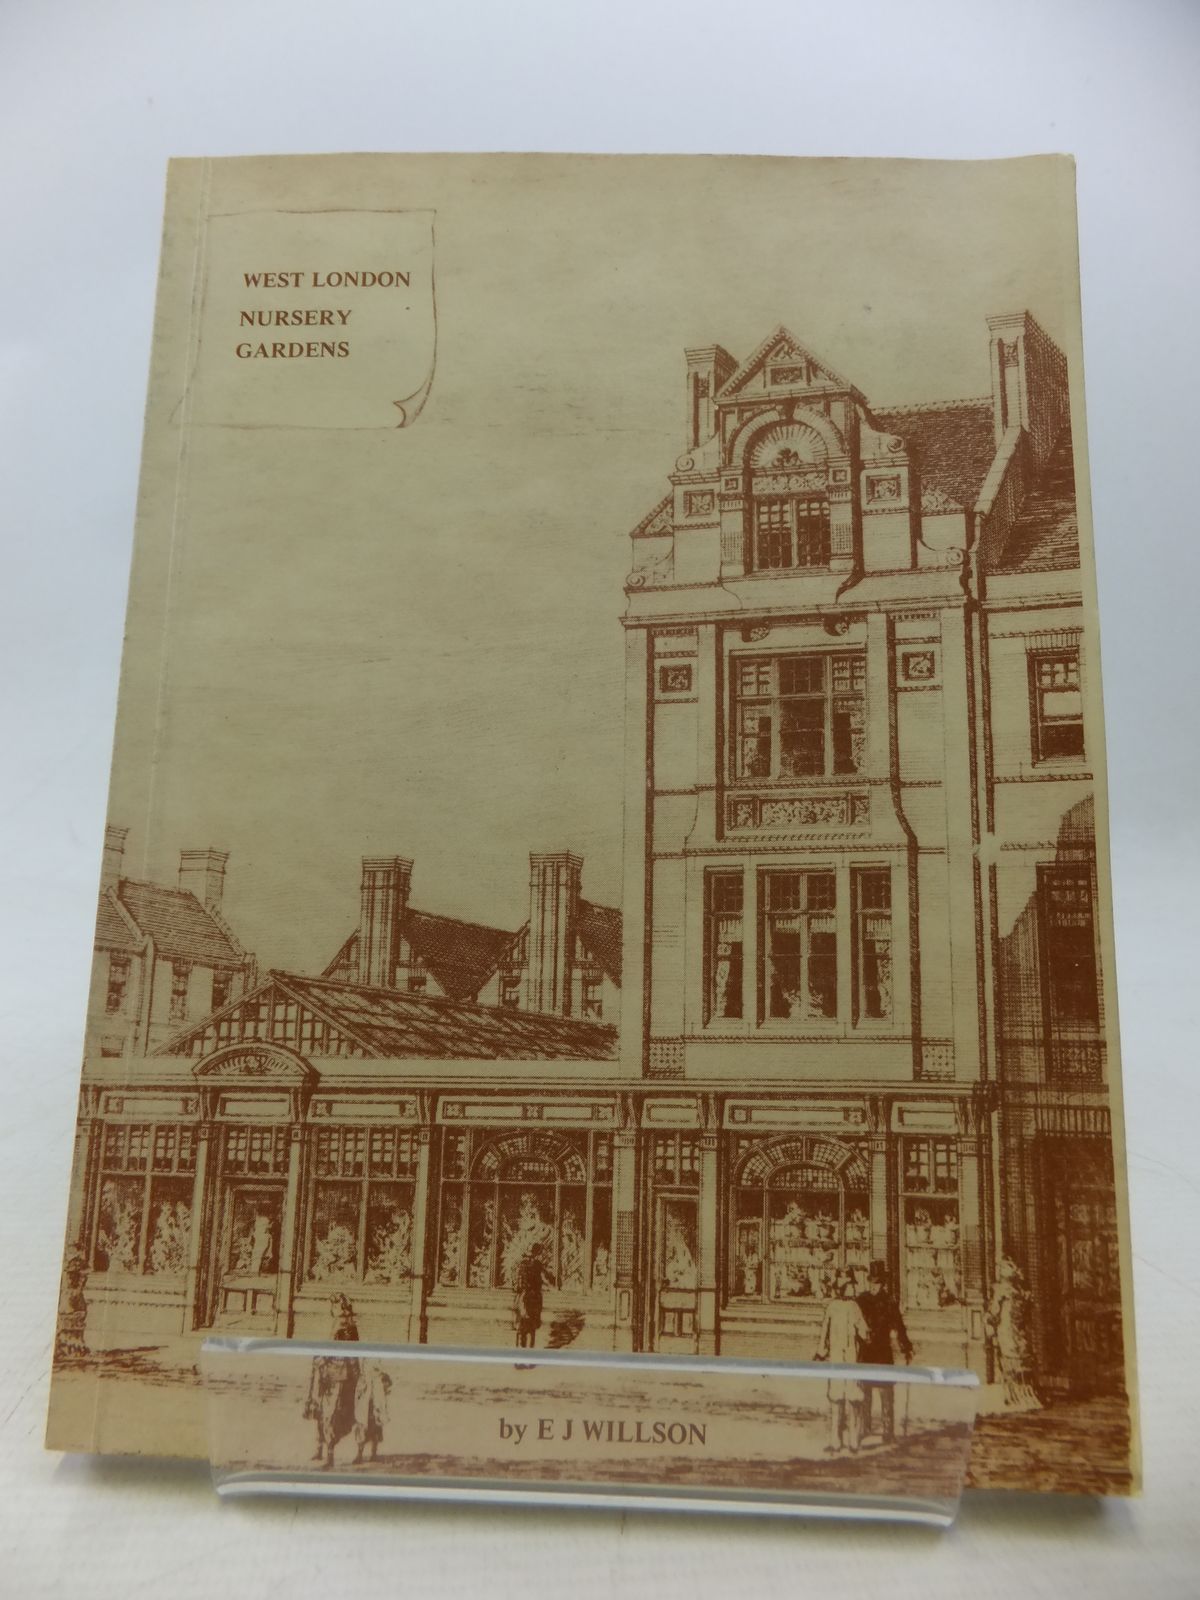 WEST LONDON
NURSERY
GARDENS
by E J WILLSON